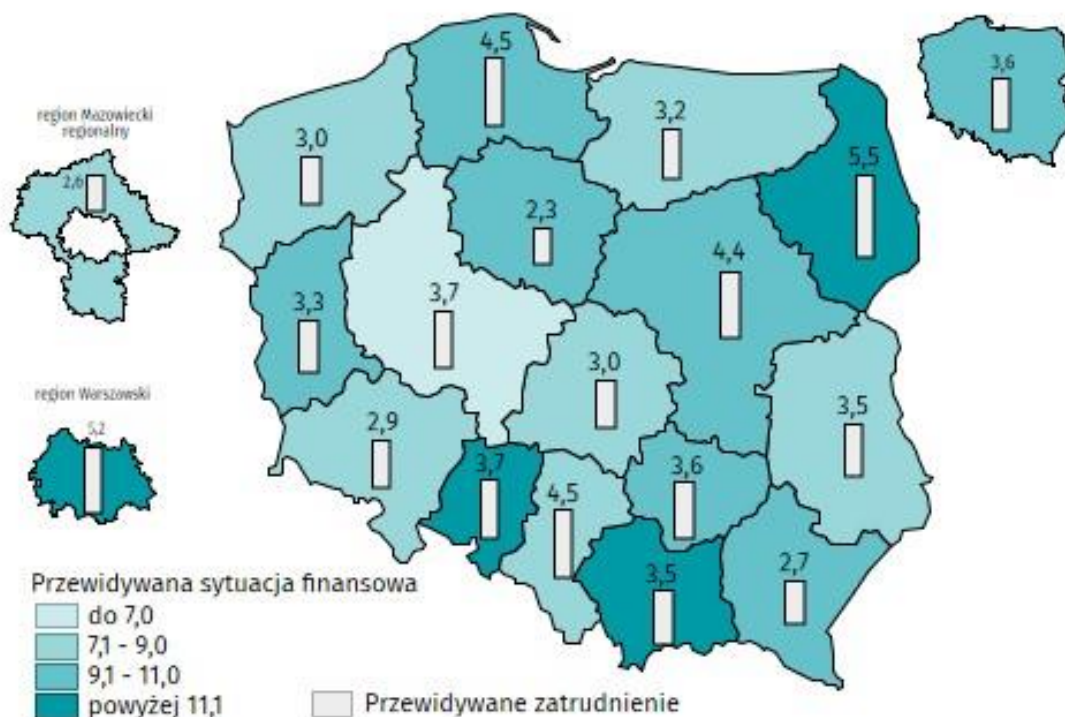 4,5
3,6
region Mazowiecki
regionalny
3,2
3,0
5,5
2,6
2,3
4,4
3,3
3,7
3,0
region Warszawski
2,9
3,5
5,2
3,7
3,6
4,5
3,5
2,7
Przewidywana sytuacja finansowa
do 7,0
7,1 - 9,0
9,1 - 11,0
powyżej 11,1
Przewidywane zatrudnienie